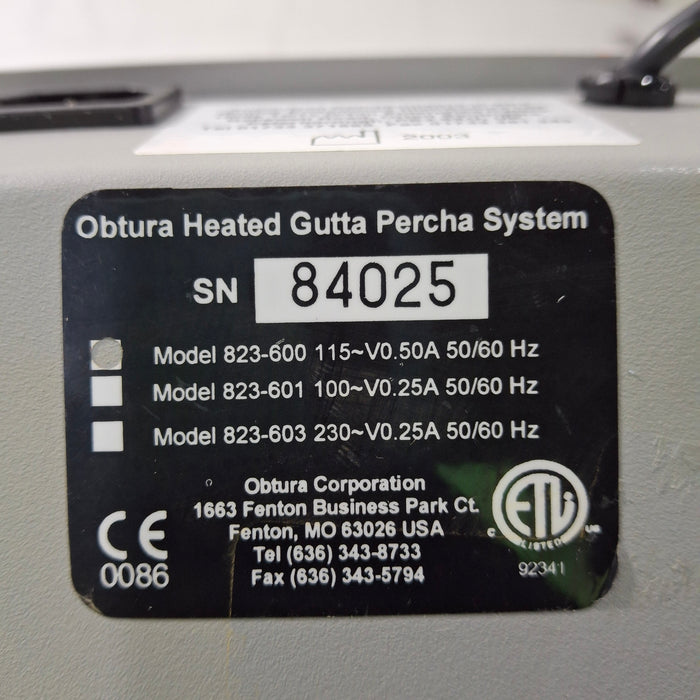 2003
Obtura Heated Gutta Percha System
SN 84025
Model 823-600 115~V0.50A 50/60 Hz
Model 823-601 100~V0.25A 50/60 Hz
Model 823-603 230~V0.25A 50/60 Hz
Obtura Corporation
1663 Fenton Business Park Ct.
Fenton, MO 63026 USA
Tel (636) 343-8733
Fax (636) 343-5794
CE
0086
ETL
C LISTED US
92341